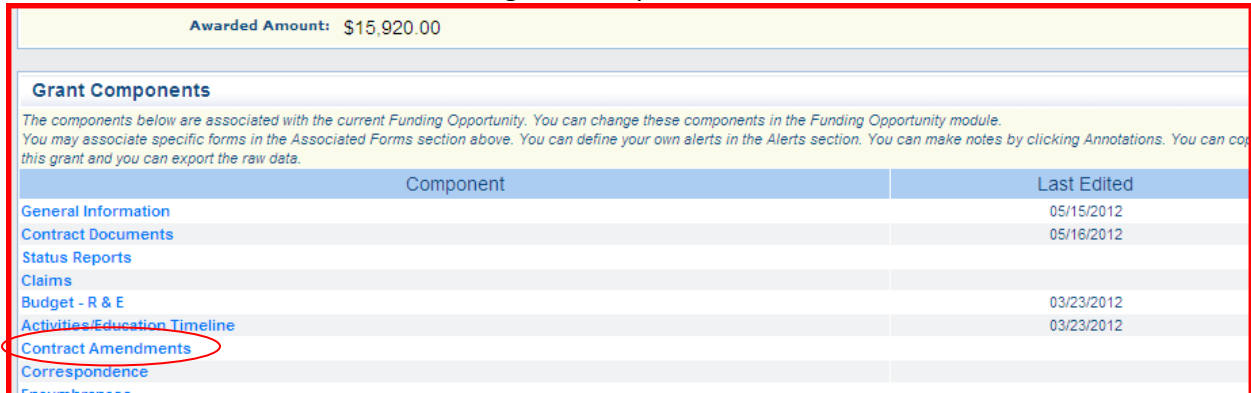 Awarded Amount: $15,920.00
Grant Components
The components below are associated with the current Funding Opportunity. You can change these components in the Funding Opportunity module.
You may associate specific forms in the Associated Forms section above. You can define your own alerts in the Alerts section. You can make notes by clicking Annotations. You can cop
this grant and you can export the raw data.
Component Last Edited
General Information 05/15/2012
Contract Documents 05/16/2012
Status Reports
Claims
Budget - R & E 03/23/2012
Activities/Education Timeline 03/23/2012
Contract Amendments
Correspondence